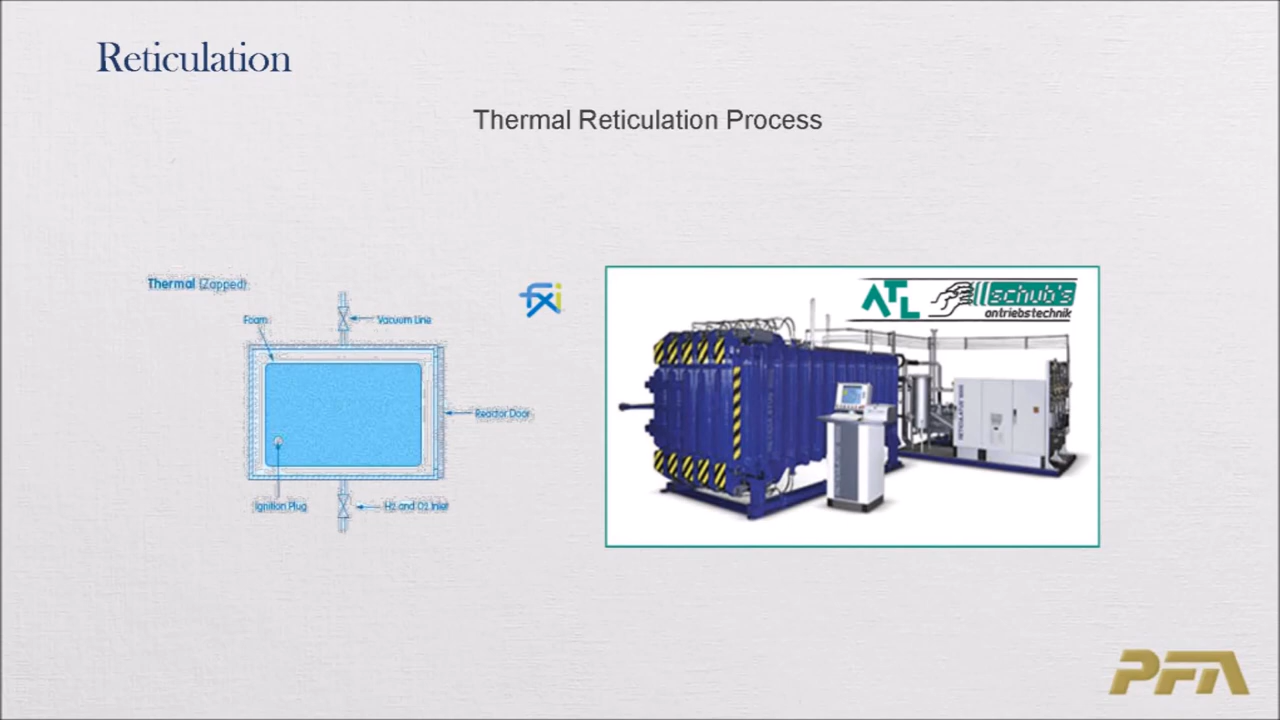 Reticulation
Thermal Reticulation Process
Thermal (Zapped)
fxi
Foam
Vacuum Line
Reactor Door
Ignition Plug
H2 and O2 Inlet
ATL schub's
antriebstechnik
PFA